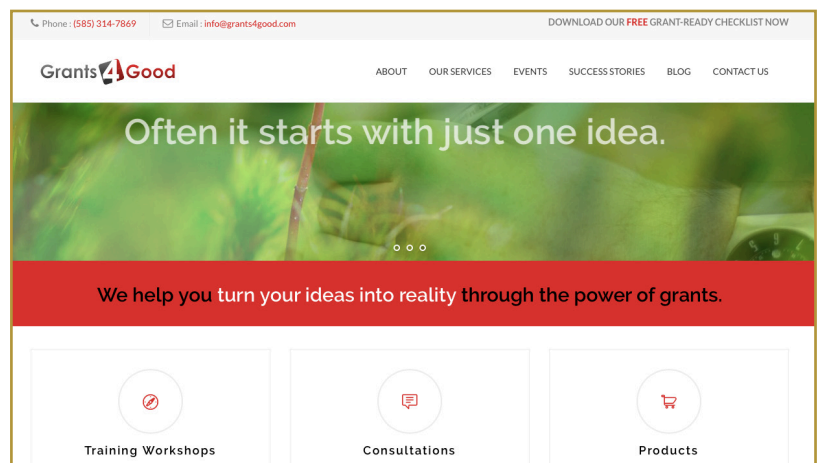 Phone : (585) 314-7869 Email : info@grants4good.com DOWNLOAD OUR FREE GRANT-READY CHECKLIST NOW
Grants4Good ABOUT OUR SERVICES EVENTS SUCCESS STORIES BLOG CONTACT US
Often it starts with just one idea.
We help you turn your ideas into reality through the power of grants.
Training Workshops Consultations Products